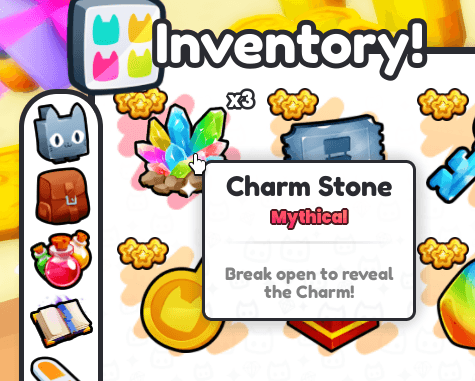 Inventory!
x3
Charm Stone
Mythical
Break open to reveal
the Charm!